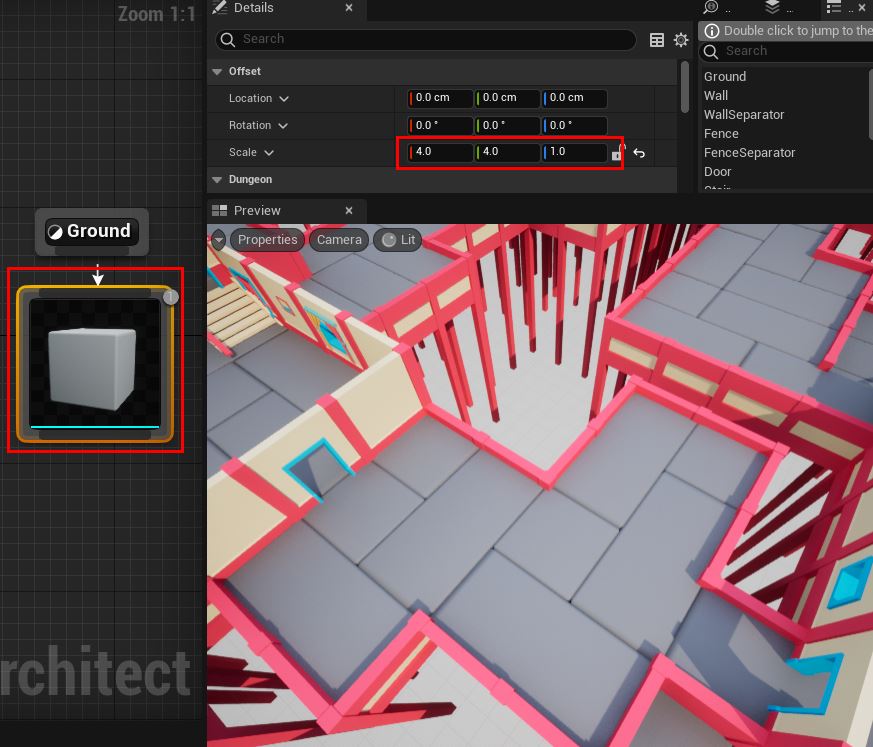 Zoom 1:1
Details
Search
Offset
Location
0.0 cm 0.0 cm 0.0 cm
Rotation
0.0 ° 0.0 ° 0.0 °
Scale
4.0 4.0 1.0
Dungeon
Double click to jump to the
Search
Ground
Wall
WallSeparator
Fence
FenceSeparator
Door
Ground
rchitect
Preview
Properties Camera Lit